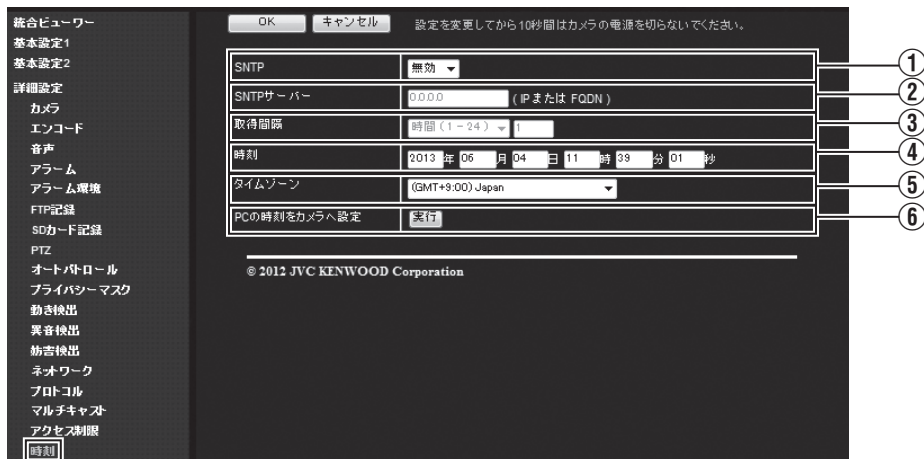 統合ビューワー
基本設定1
基本設定2
詳細設定
カメラ
エンコード
音声
アラーム
アラーム環境
FTP記録
SDカード記録
PTZ
オートパトロール
プライバシーマスク
動き検出
異音検出
妨害検出
ネットワーク
プロトコル
マルチキャスト
アクセス制限
時刻
OK キャンセル 設定を変更してから10秒間はカメラの電源を切らないでください。
SNTP 無効 ①
SNTPサーバー 0.0.0.0 (IP または FQDN) ②
取得間隔 時間(1-24) 1 ③
時刻 2013 年 06 月 04 日 11 時 39 分 01 秒 ④
タイムゾーン (GMT+9:00) Japan ⑤
PCの時刻をカメラへ設定 実行 ⑥
© 2012 JVC KENWOOD Corporation